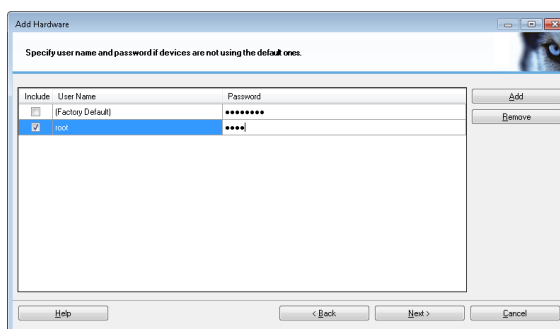 Add Hardware
Specify user name and password if devices are not using the default ones.
Include User Name Password
(Factory Default) ●●●●●●●●
root ●●●●
Add
Remove
Help < Back Next > Cancel